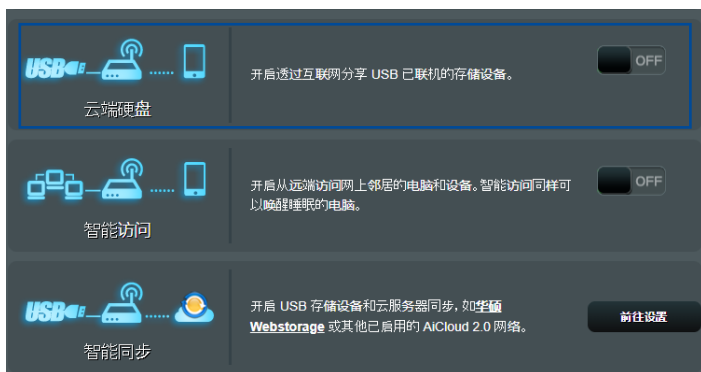 USB
云端硬盘
开启透过互联网分享 USB 已联机的存储设备。
OFF
智能访问
开启从远端访问网上邻居的电脑和设备。智能访问同样可
以唤醒睡眠的电脑。
OFF
USB
智能同步
开启 USB 存储设备和云服务器同步, 如华硕
Webstorage 或其他已启用的 AiCloud 2.0 网络。
前往设置